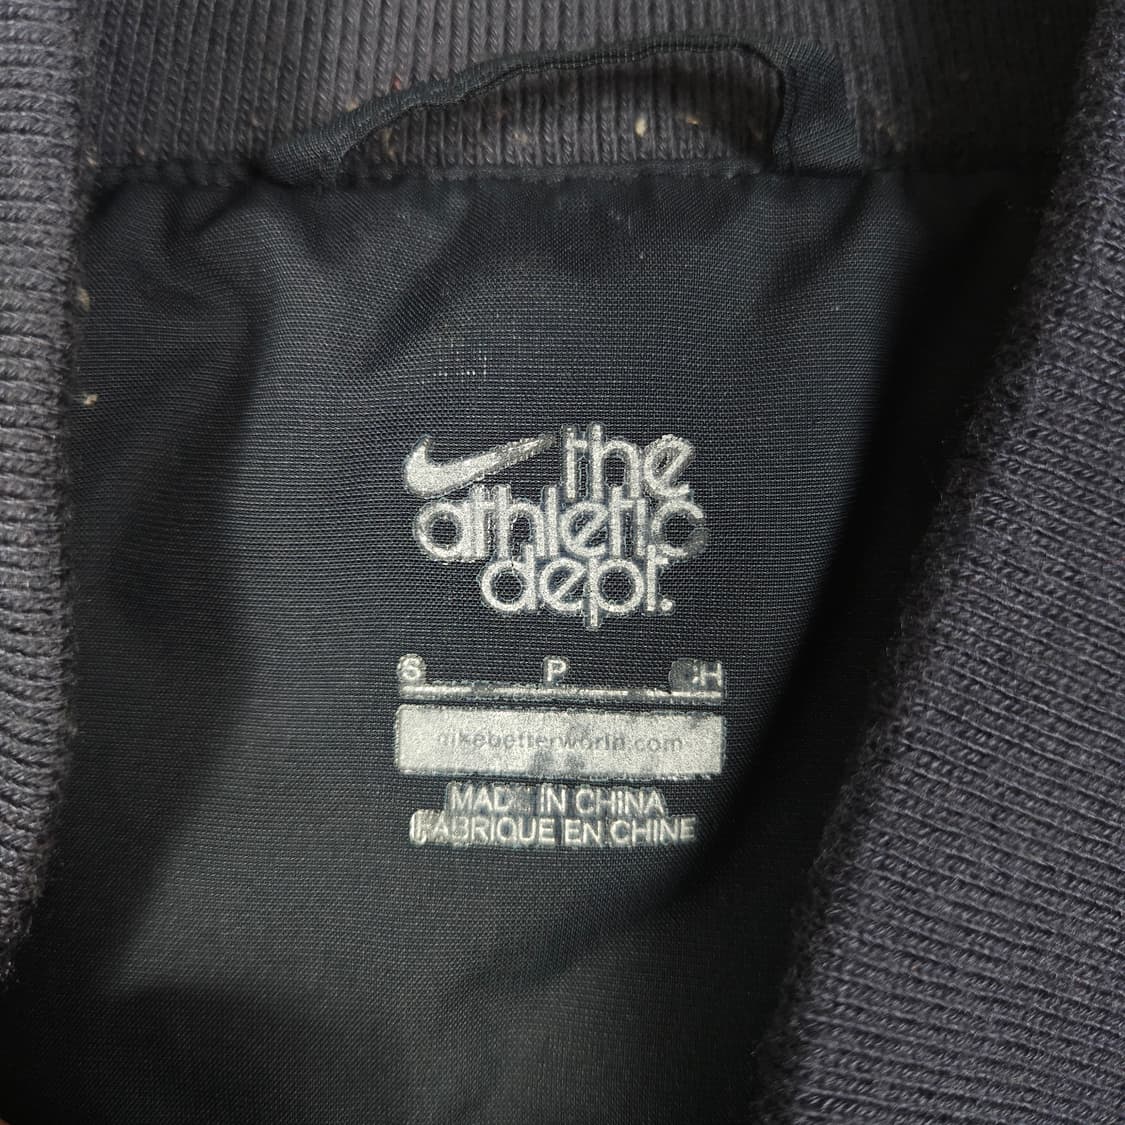 the
athletic
dept.
S P CH
nikebetterworld.com
MADE IN CHINA
FABRIQUE EN CHINE